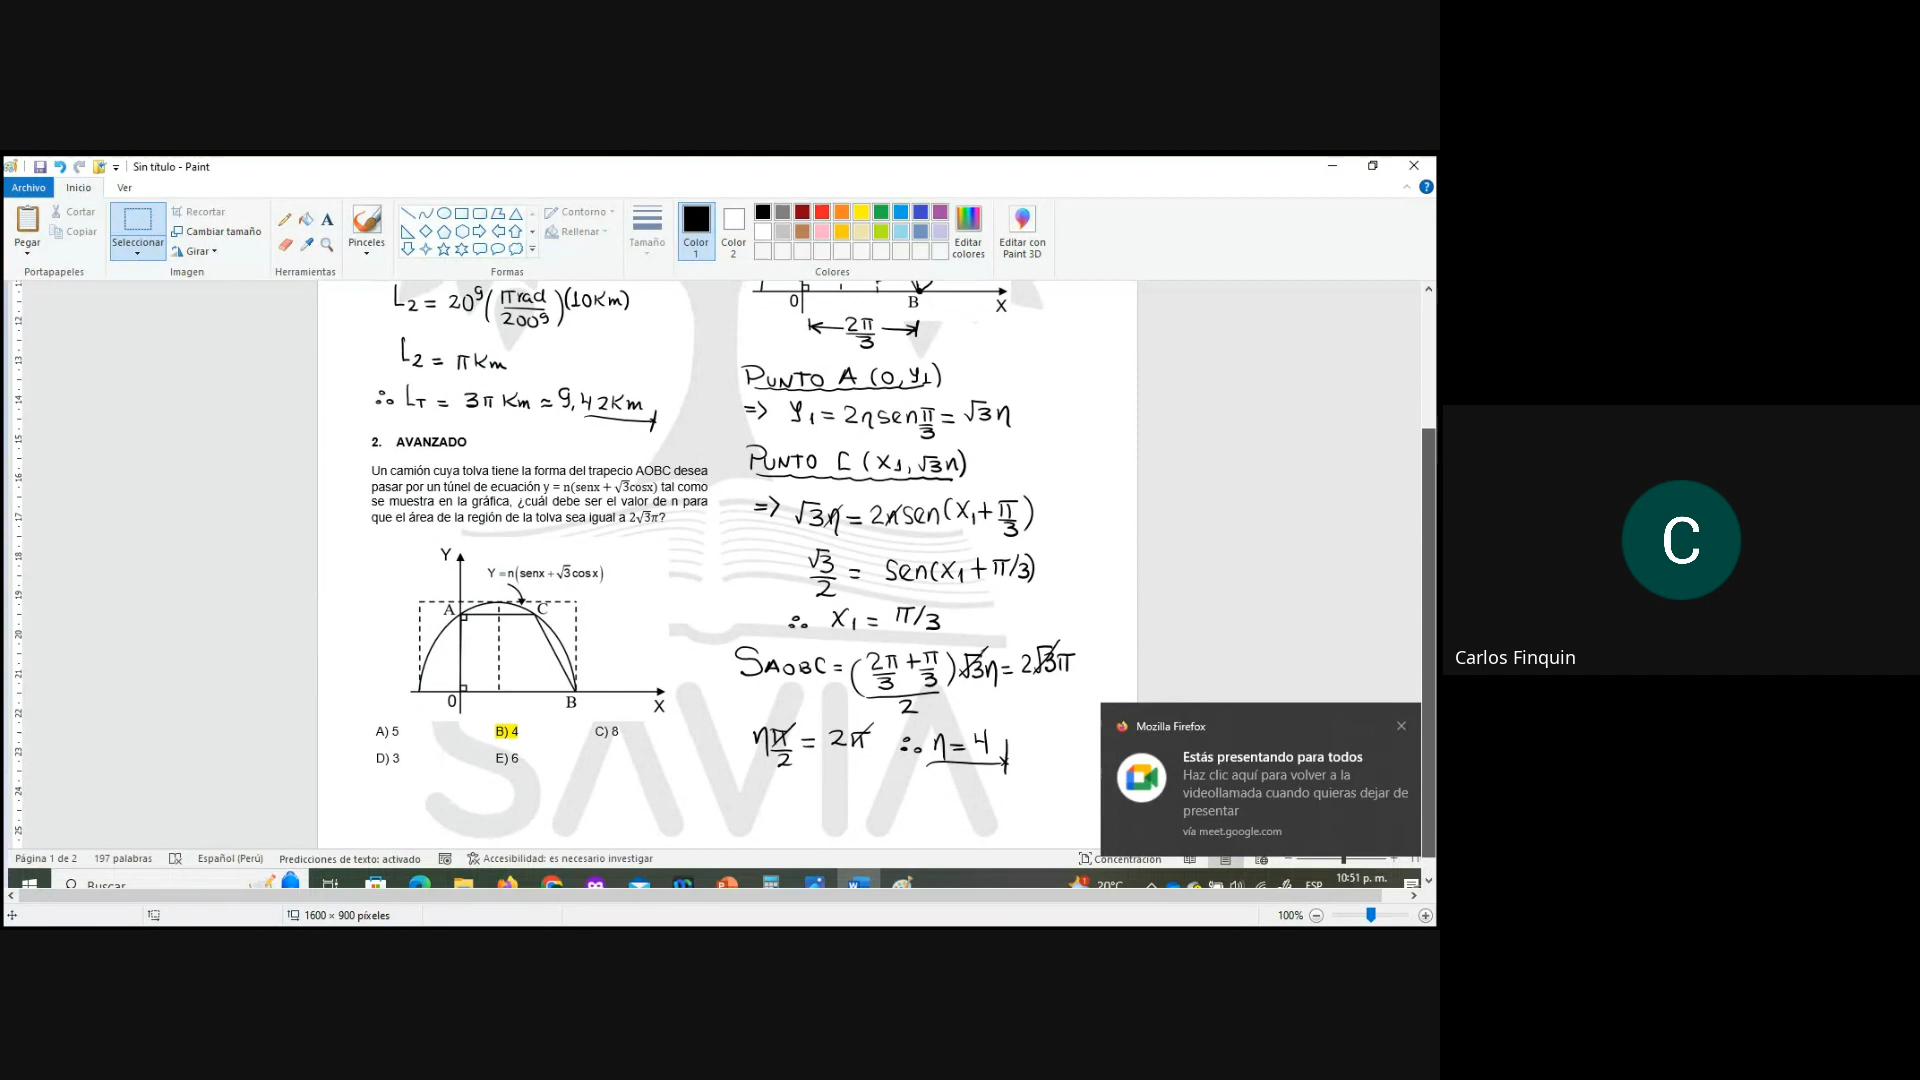 Sin título - Paint
Archivo Inicio Ver
Pegar
Cortar
Copiar
Portapapeles
Seleccionar
Recortar
Cambiar tamaño
Girar
Imagen
A
Herramientas
Pinceles
Contorno
Rellenar
Formas
Tamaño
Color 1
Color 2
Editar colores
Editar con Paint 3D
Colores
L₂ = 20ᵍ (πrad/200ᵍ)(10Km)
L₂ = πKm
∴ L_T = 3π Km ≃ 9,42Km
2. AVANZADO
Un camión cuya tolva tiene la forma del trapecio AOBC desea
pasar por un túnel de ecuación y = n(senx + √3cosx) tal como
se muestra en la gráfica, ¿cuál debe ser el valor de n para
que el área de la región de la tolva sea igual a 2√3π?
Y
Y = n(senx + √3 cos x)
A C
0 B X
A) 5 B) 4 C) 8
D) 3 E) 6
0 B X
2π/3
PUNTO A (0, y₁)
=> y₁ = 2nsenπ/3 = √3n
PUNTO C (x₁, √3n)
=> √3n = 2nsen(x₁ + π/3)
√3/2 = sen(x₁ + π/3)
∴ x₁ = π/3
SAOBC = (2π/3 + π/3)√3n/2 = 2√3π
nπ/2 = 2π ∴ n = 4
SAVIA
Mozilla Firefox
Estás presentando para todos
Haz clic aquí para volver a la
videollamada cuando quieras dejar de
presentar
vía meet.google.com
Página 1 de 2 197 palabras Español (Perú) Predicciones de texto: activado Accesibilidad: es necesario investigar Concentración
Buscar 20°C ESP 10:51 p. m.
1600 × 900 píxeles 100%
C
Carlos Finquin